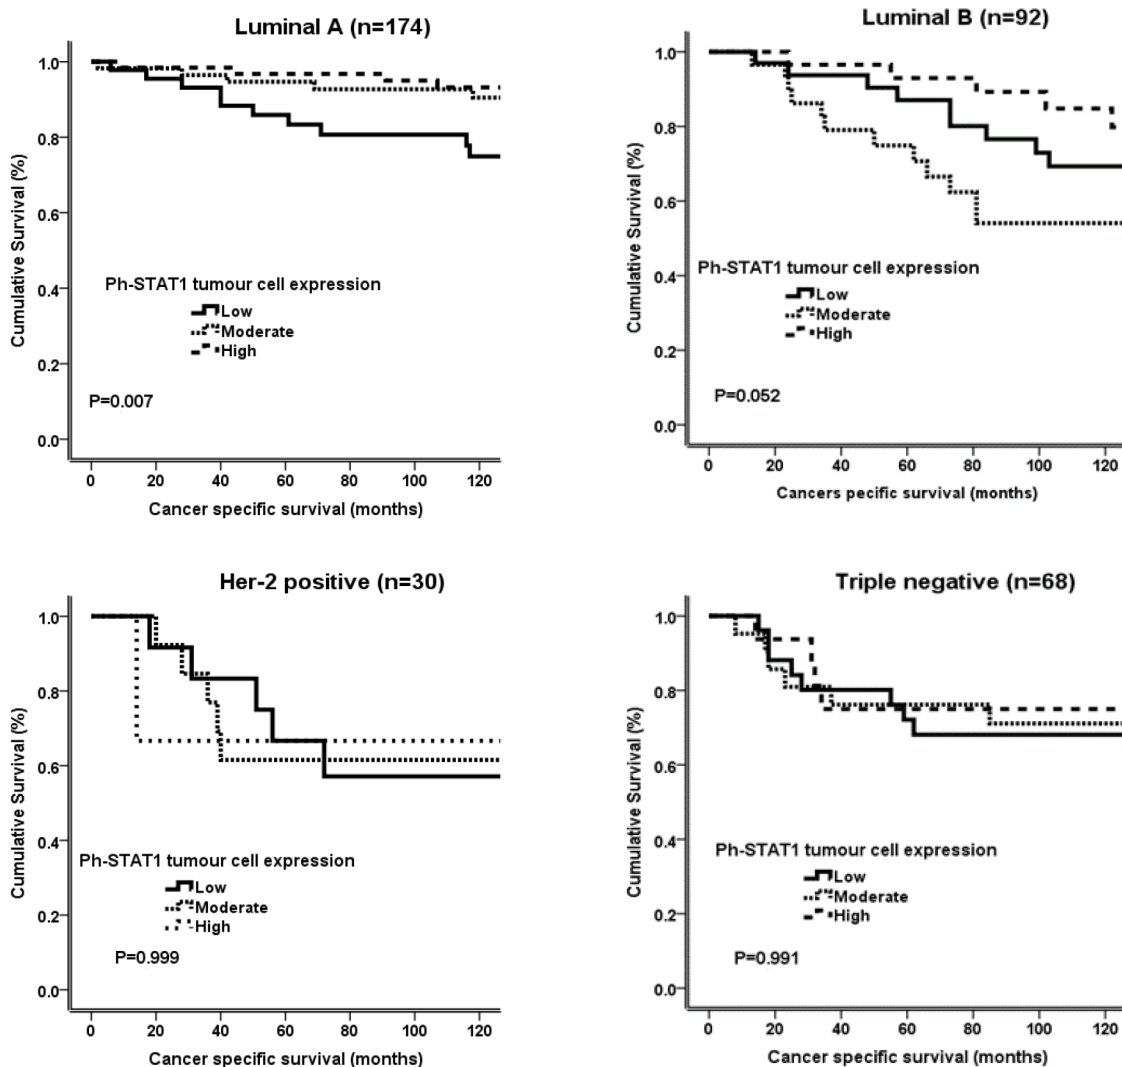 Luminal A (n=174)
Cumulative Survival (%)
1.0
0.8
0.6
0.4
0.2
0.0
Ph-STAT1 tumour cell expression
Low
Moderate
High
P=0.007
0 20 40 60 80 100 120
Cancer specific survival (months)
Luminal B (n=92)
Cumulative Survival (%)
1.0
0.8
0.6
0.4
0.2
0.0
Ph-STAT1 tumour cell expression
Low
Moderate
High
P=0.052
0 20 40 60 80 100 120
Cancers pecific survival (months)
Her-2 positive (n=30)
Cumulative Survival (%)
1.0
0.8
0.6
0.4
0.2
0.0
Ph-STAT1 tumour cell expression
Low
Moderate
High
P=0.999
0 20 40 60 80 100 120
Cancer specific survival (months)
Triple negative (n=68)
Cumulative Survival (%)
1.0
0.8
0.6
0.4
0.2
0.0
Ph-STAT1 tumour cell expression
Low
Moderate
High
P=0.991
0 20 40 60 80 100 120
Cancer specific survival (months)